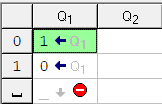 Q₁ Q₂
0 1 ← Q₁
1 0 ← Q₁
⎵ _ ↓ ⛔